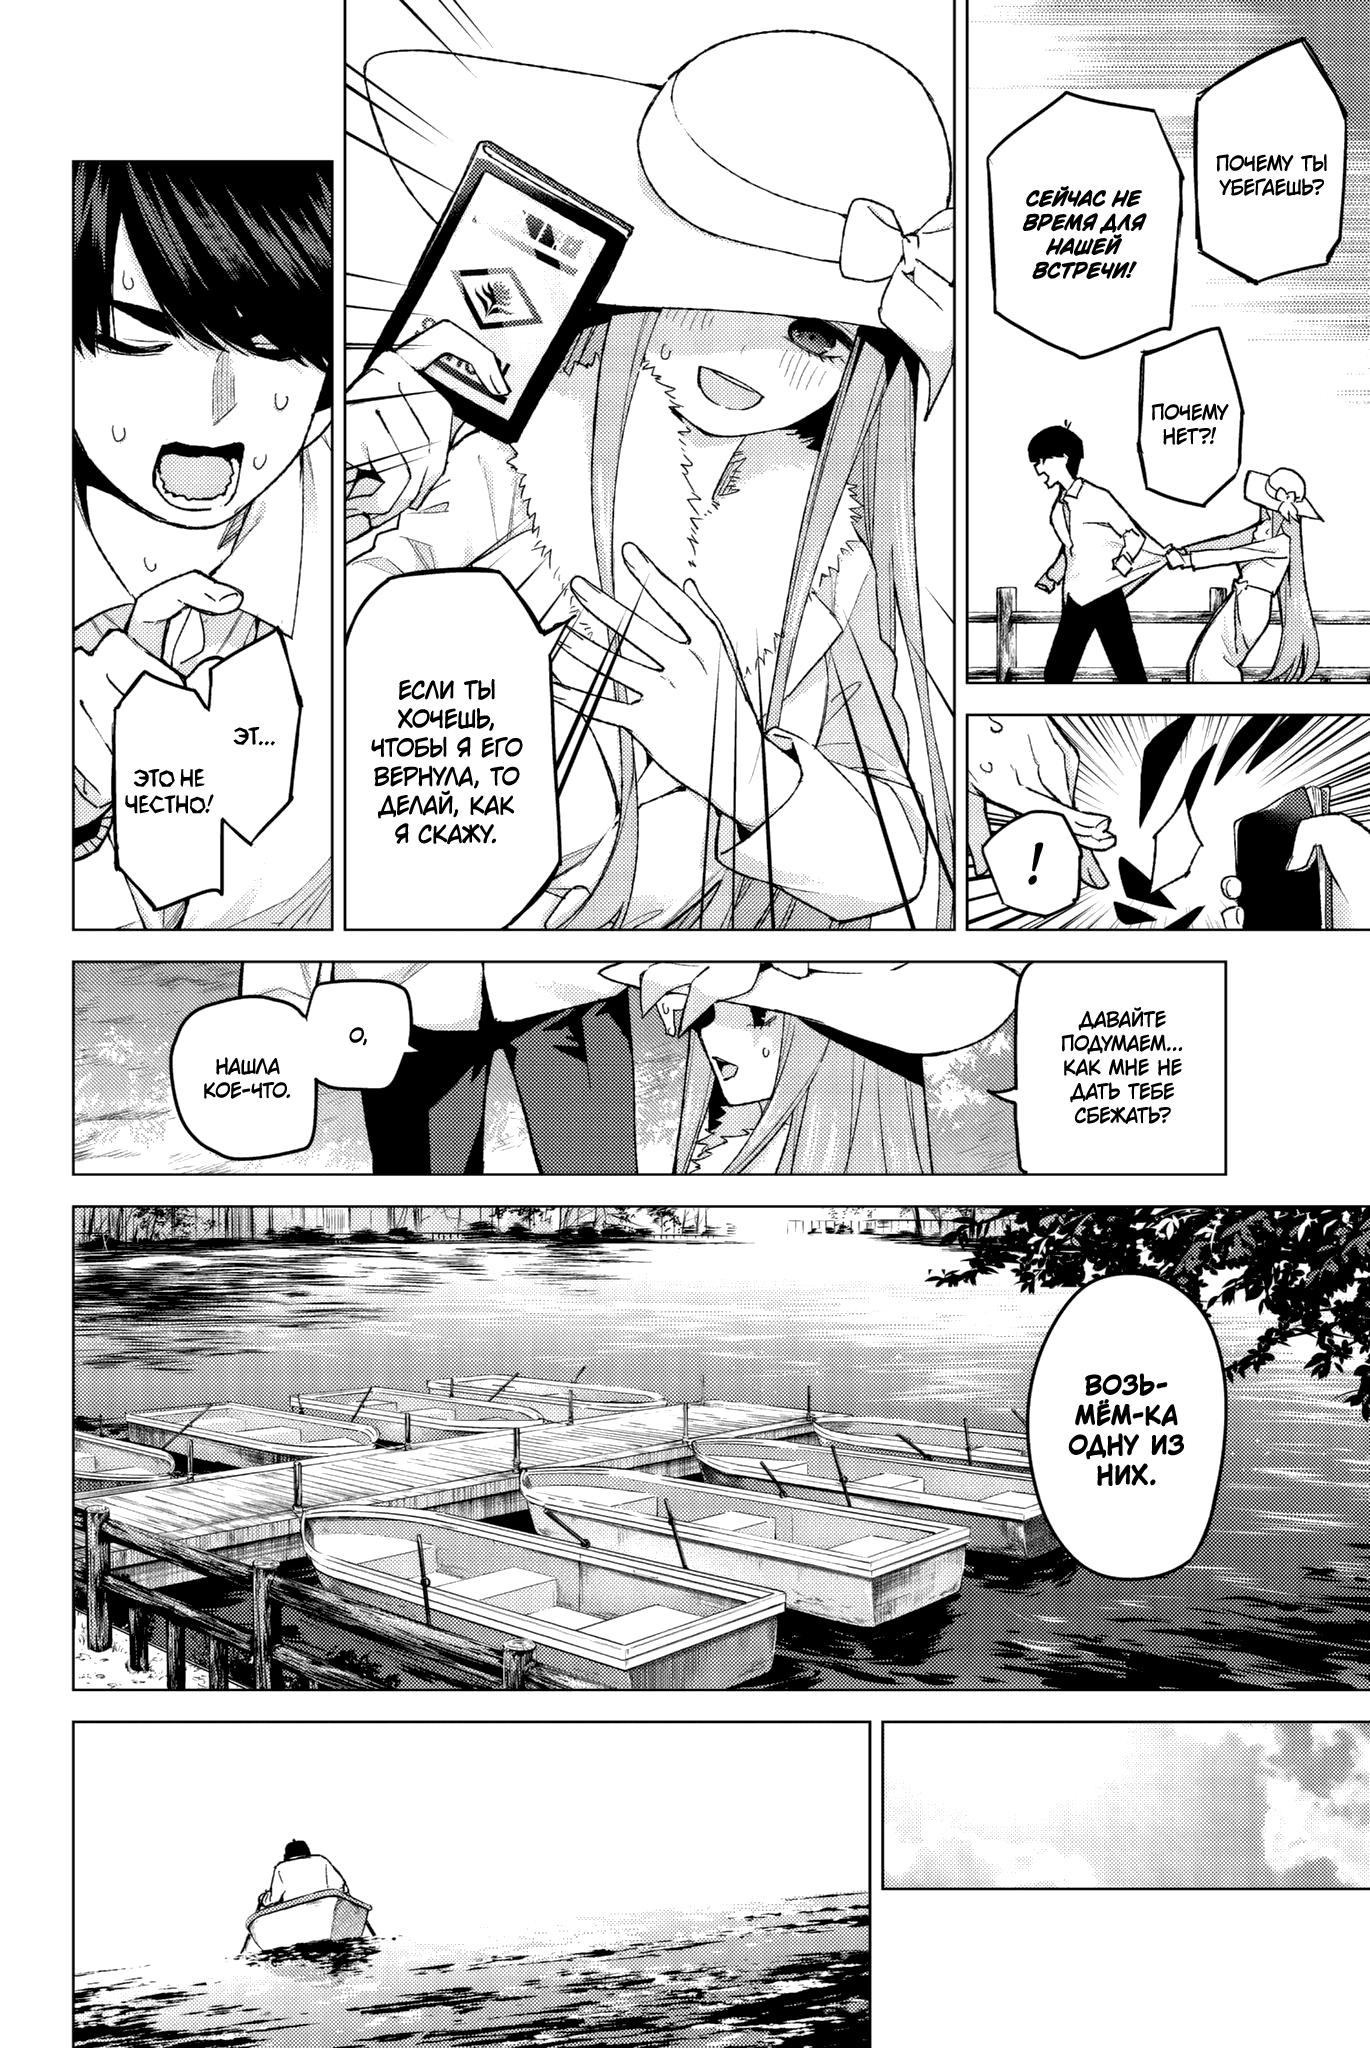 ПОЧЕМУ ТЫ
УБЕГАЕШЬ?
СЕЙЧАС НЕ
ВРЕМЯ ДЛЯ
НАШЕЙ
ВСТРЕЧИ!
ПОЧЕМУ
НЕТ?!
!
ЕСЛИ ТЫ
ХОЧЕШЬ,
ЧТОБЫ Я ЕГО
ВЕРНУЛА, ТО
ДЕЛАЙ, КАК
Я СКАЖУ.
ЭТ...
ЭТО НЕ
ЧЕСТНО!
ДАВАЙТЕ
ПОДУМАЕМ...
КАК МНЕ НЕ
ДАТЬ ТЕБЕ
СБЕЖАТЬ?
О,
НАШЛА
КОЕ-ЧТО.
ВОЗЬ-
МЁМ-КА
ОДНУ ИЗ
НИХ.